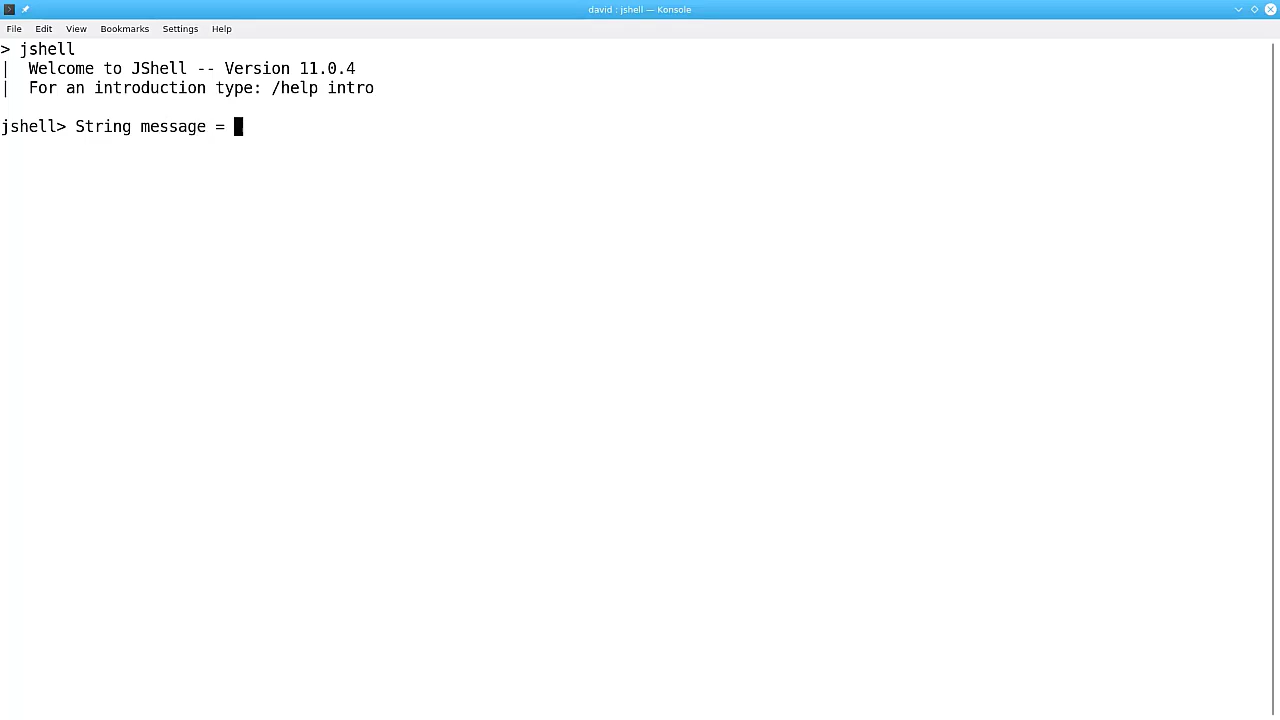 david : jshell — Konsole
File Edit View Bookmarks Settings Help
> jshell
| Welcome to JShell -- Version 11.0.4
| For an introduction type: /help intro
jshell> String message =